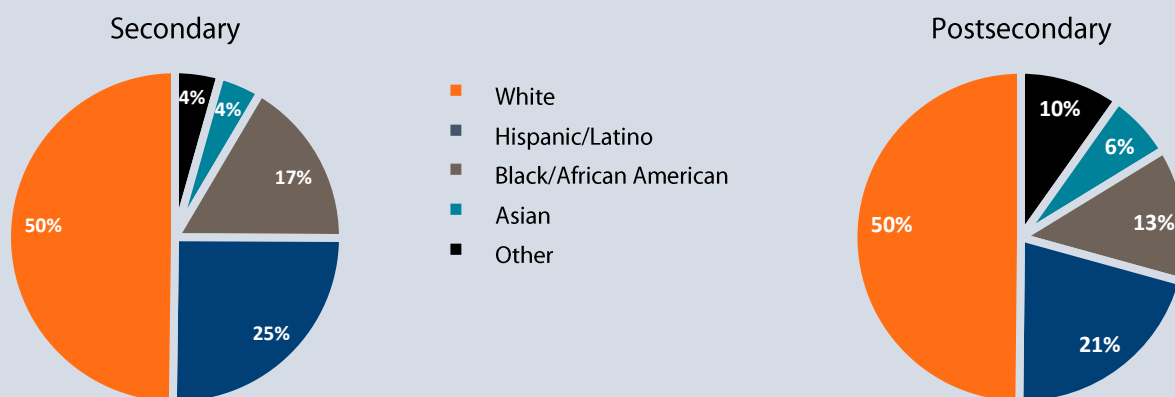 Secondary
4%
4%
17%
50%
25%
White
Hispanic/Latino
Black/African American
Asian
Other
Postsecondary
10%
6%
13%
50%
21%